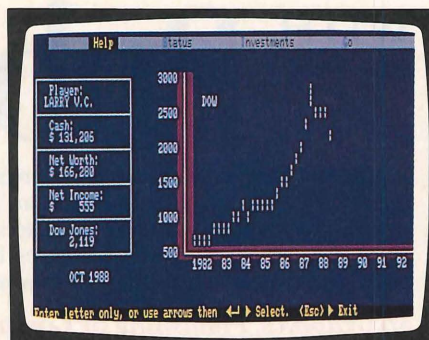 Help Status Investments Go
Player:
LARRY V.C.
Cash:
$ 131,206
Net Worth:
$ 166,280
Net Income:
$ 555
Dow Jones:
2,119
OCT 1988
3000
2500
2000
1500
1000
500
DOW
1982 83 84 85 86 87 88 89 90 91 92
Enter letter only, or use arrows then ↵ ▶ Select. ⟨Esc⟩ ▶ Exit